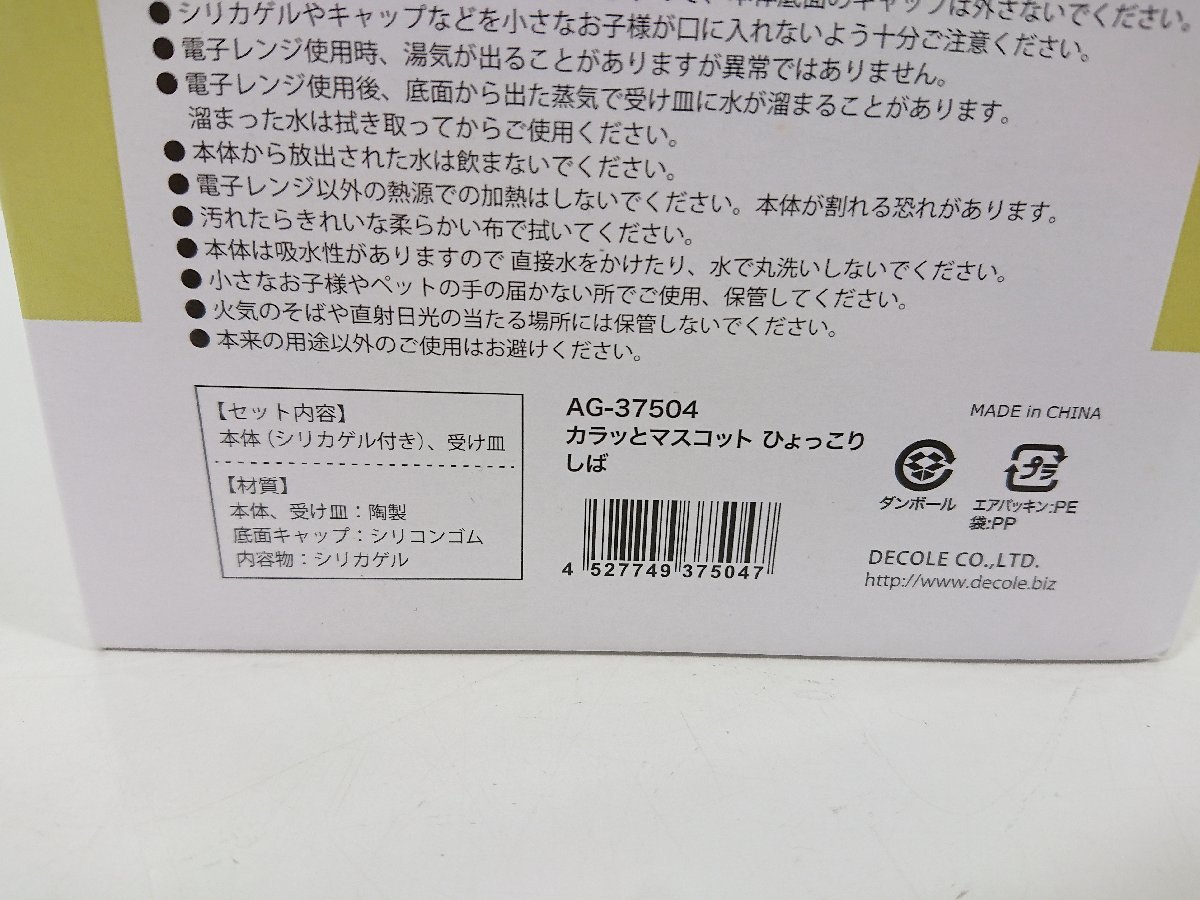 本体底面のキャップは外さないでください。
● シリカゲルやキャップなどを小さなお子様が口に入れないよう十分ご注意ください。
● 電子レンジ使用時、湯気が出ることがありますが異常ではありません。
● 電子レンジ使用後、底面から出た蒸気で受け皿に水が溜まることがあります。
溜まった水は拭き取ってからご使用ください。
● 本体から放出された水は飲まないでください。
● 電子レンジ以外の熱源での加熱はしないでください。本体が割れる恐れがあります。
● 汚れたらきれいな柔らかい布で拭いてください。
● 本体は吸水性がありますので 直接水をかけたり、水で丸洗いしないでください。
● 小さなお子様やペットの手の届かない所でご使用、保管してください。
● 火気のそばや直射日光の当たる場所には保管しないでください。
● 本来の用途以外のご使用はお避けください。
【セット内容】
本体（シリカゲル付き）、受け皿
【材質】
本体、受け皿：陶製
底面キャップ：シリコンゴム
内容物：シリカゲル
AG-37504
カラッとマスコット ひょっこり
しば
4 527749 375047
MADE in CHINA
プラ
ダンボール
エアパッキン:PE
袋:PP
DECOLE CO.,LTD.
http://www.decole.biz